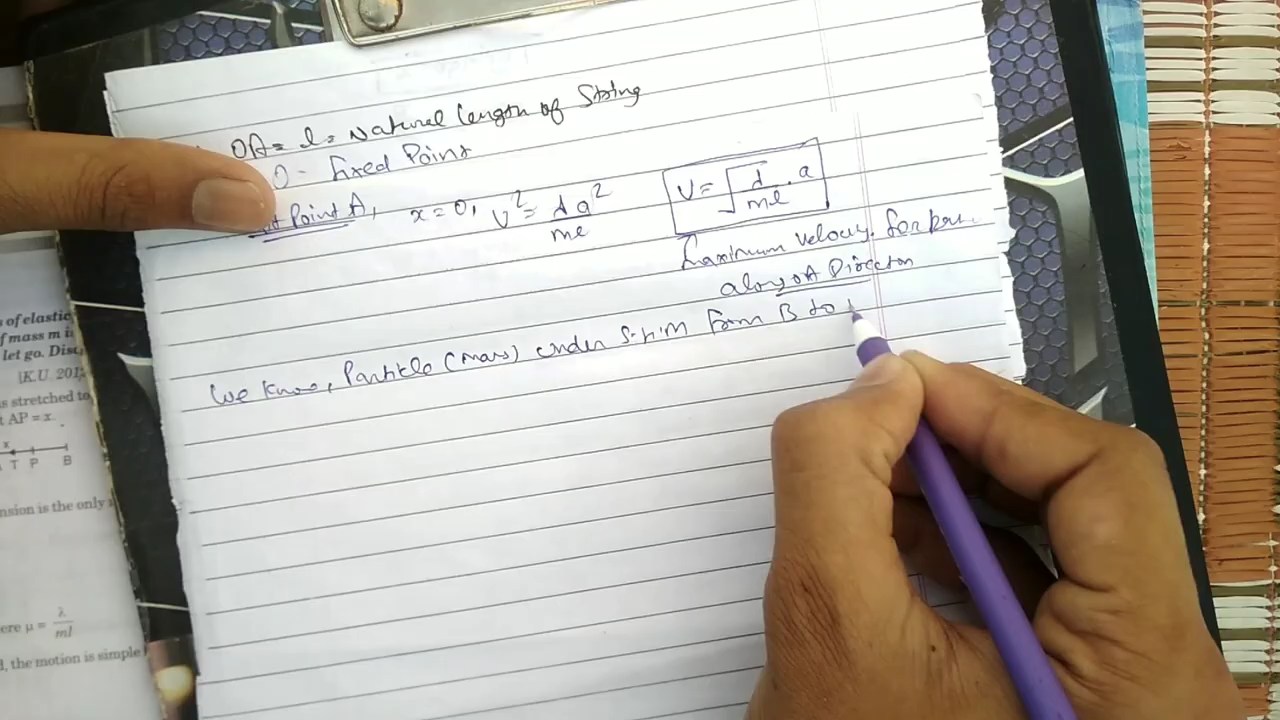 OA = l = Natural length of String
O - fixed Point
at Point A, x = 0, v² = λa²/ml
v = √(λ/ml) . a
maximum velocity for
along OA Direction
We know, Particle (mass) under S.H.M from B to
s of elastic
f mass m i
let go. Disc
[K.U. 201
s stretched to
t AP = x.
x
T P B
nsion is the only
ere μ = λ/ml
, the motion is simple